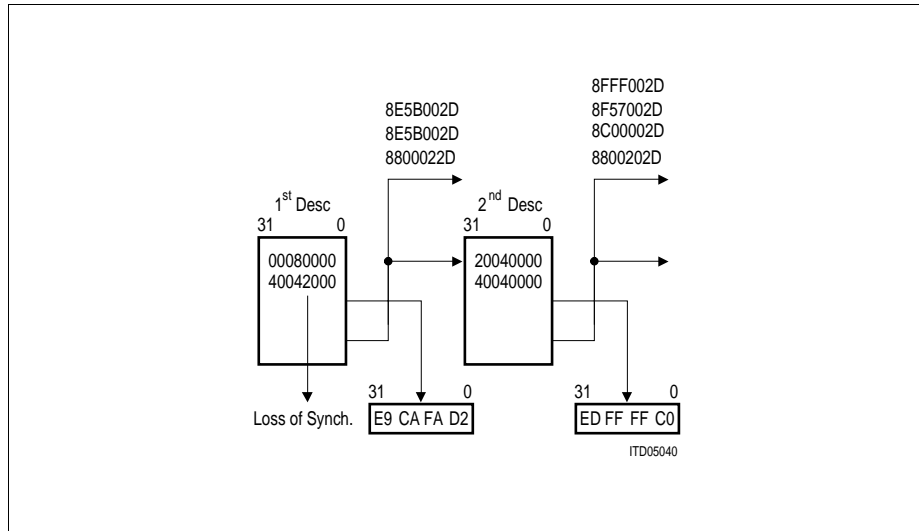 8FFF002D
8E5B002D 8F57002D
8E5B002D 8C00002D
8800022D 8800202D
1st Desc 2nd Desc
31 0 31 0
00080000 20040000
40042000 40040000
31 0 31 0
Loss of Synch. E9 CA FA D2 ED FF FF C0
ITD05040